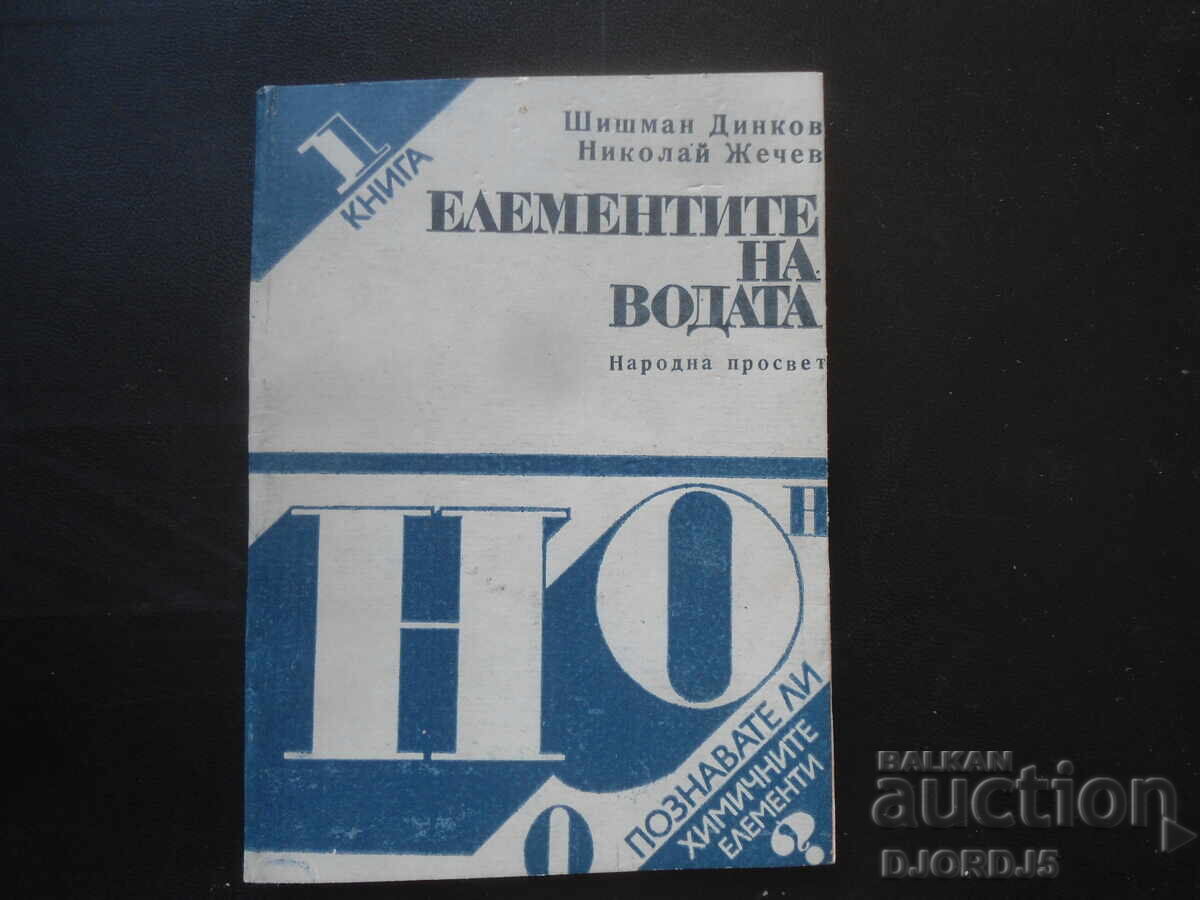 1
КНИГА
Шишман Динков
Николай Жечев
ЕЛЕМЕНТИТЕ
НА
ВОДАТА
Народна просвет
H O
H
O
ПОЗНАВАТЕ ЛИ
ХИМИЧНИТЕ
ЕЛЕМЕНТИ
?
BALKAN
auction
DJORDJ5